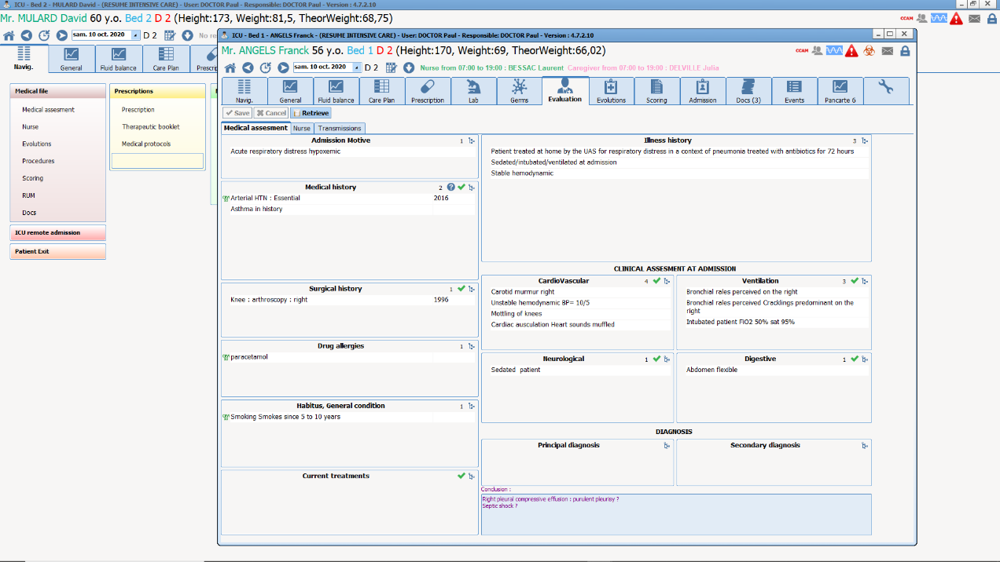 ICU - Bed 2 - MULARD David - (RESUME INTENSIVE CARE) - User: DOCTOR Paul - Responsible: DOCTOR Paul - Version : 4.7.2.10
Mr. MULARD David 60 y.o. Bed 2 D 2 (Height:173, Weight:81,5, TheorWeight:68,75)
CCAM
sam. 10 oct. 2020 D 2 No re
Navig. General Fluid balance Care Plan Prescrip
Medical file
Medical assesment
Nurse
Evolutions
Procedures
Scoring
RUM
Docs
ICU remote admission
Patient Exit
Prescriptions
Prescription
Therapeutic booklet
Medical protocols
ICU - Bed 1 - ANGELS Franck - (RESUME INTENSIVE CARE) - User: DOCTOR Paul - Responsible: DOCTOR Paul - Version : 4.7.2.10
Mr. ANGELS Franck 56 y.o. Bed 1 D 2 (Height:170, Weight:69, TheorWeight:66,02)
CCAM
sam. 10 oct. 2020 D 2 Nurse from 07:00 to 19:00 : BESSAC Laurent Caregiver from 07:00 to 19:00 : DELVILLE Julia
Navig. General Fluid balance Care Plan Prescription Lab Germs Evaluation Evolutions Scoring Admission Docs (3) Events Pancarte 6
Save Cancel Retrieve
Medical assesment Nurse Transmissions
Admission Motive 1
Acute respiratory distress hypoxemic
Medical history 2
Arterial HTN : Essential 2016
Asthma in history
Surgical history 1
Knee : arthroscopy : right 1996
Drug allergies 1
paracetamol
Habitus, General condition 1
Smoking Smokes since 5 to 10 years
Current treatments
Illness history 3
Patient treated at home by the UAS for respiratory distress in a context of pneumonia treated with antibiotics for 72 hours
Sedated/intubated/ventilated at admission
Stable hemodynamic
CLINICAL ASSESMENT AT ADMISSION
CardioVascular 4
Carotid murmur right
Unstable hemodynamic BP= 10/5
Mottling of knees
Cardiac ausculation Heart sounds muffled
Ventilation 3
Bronchial rales perceived on the right
Bronchial rales perceived Cracklings predominant on the
right
Intubated patient FiO2 50% sat 95%
Neurological 1
Sedated patient
Digestive 1
Abdomen flexible
DIAGNOSIS
Principal diagnosis
Secondary diagnosis
Conclusion :
Right pleural compressive effusion : purulent pleurisy ?
Septic shock ?